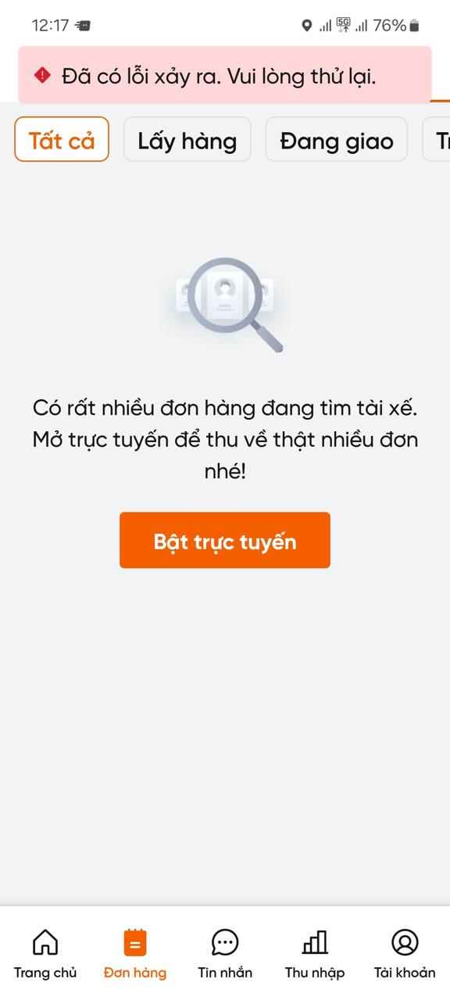 12:17
5G
76%
Đã có lỗi xảy ra. Vui lòng thử lại.
Tất cả
Lấy hàng
Đang giao
Có rất nhiều đơn hàng đang tìm tài xế.
Mở trực tuyến để thu về thật nhiều đơn
nhé!
Bật trực tuyến
Trang chủ
Đơn hàng
Tin nhắn
Thu nhập
Tài khoản